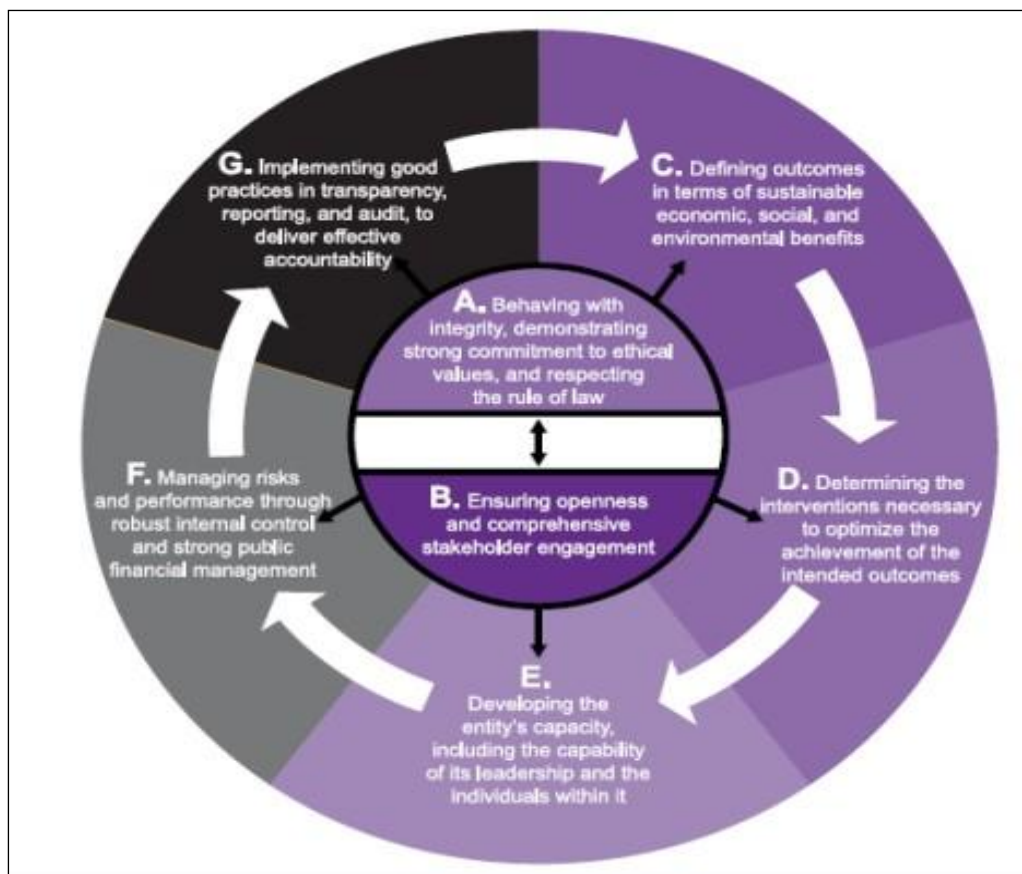 G. Implementing good
practices in transparency,
reporting, and audit, to
deliver effective
accountability
C. Defining outcomes
in terms of sustainable
economic, social, and
environmental benefits
A. Behaving with
integrity, demonstrating
strong commitment to ethical
values, and respecting
the rule of law
F. Managing risks
and performance through
robust internal control
and strong public
financial management
B. Ensuring openness
and comprehensive
stakeholder engagement
D. Determining the
interventions necessary
to optimize the
achievement of the
intended outcomes
E.
Developing the
entity's capacity,
including the capability
of its leadership and the
individuals within it